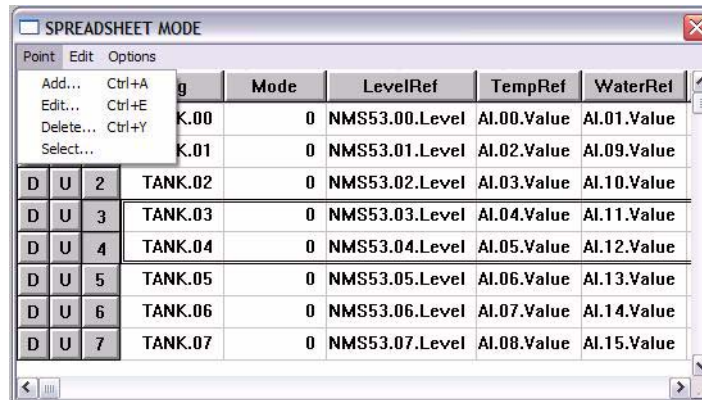 SPREADSHEET MODE
Point Edit Options
Add... Ctrl+A
Edit... Ctrl+E
Delete... Ctrl+Y
Select...
g Mode LevelRef TempRef WaterRef
K.00 0 NMS53.00.Level AI.00.Value AI.01.Value
K.01 0 NMS53.01.Level AI.02.Value AI.09.Value
D U 2 TANK.02 0 NMS53.02.Level AI.03.Value AI.10.Value
D U 3 TANK.03 0 NMS53.03.Level AI.04.Value AI.11.Value
D U 4 TANK.04 0 NMS53.04.Level AI.05.Value AI.12.Value
D U 5 TANK.05 0 NMS53.05.Level AI.06.Value AI.13.Value
D U 6 TANK.06 0 NMS53.06.Level AI.07.Value AI.14.Value
D U 7 TANK.07 0 NMS53.07.Level AI.08.Value AI.15.Value